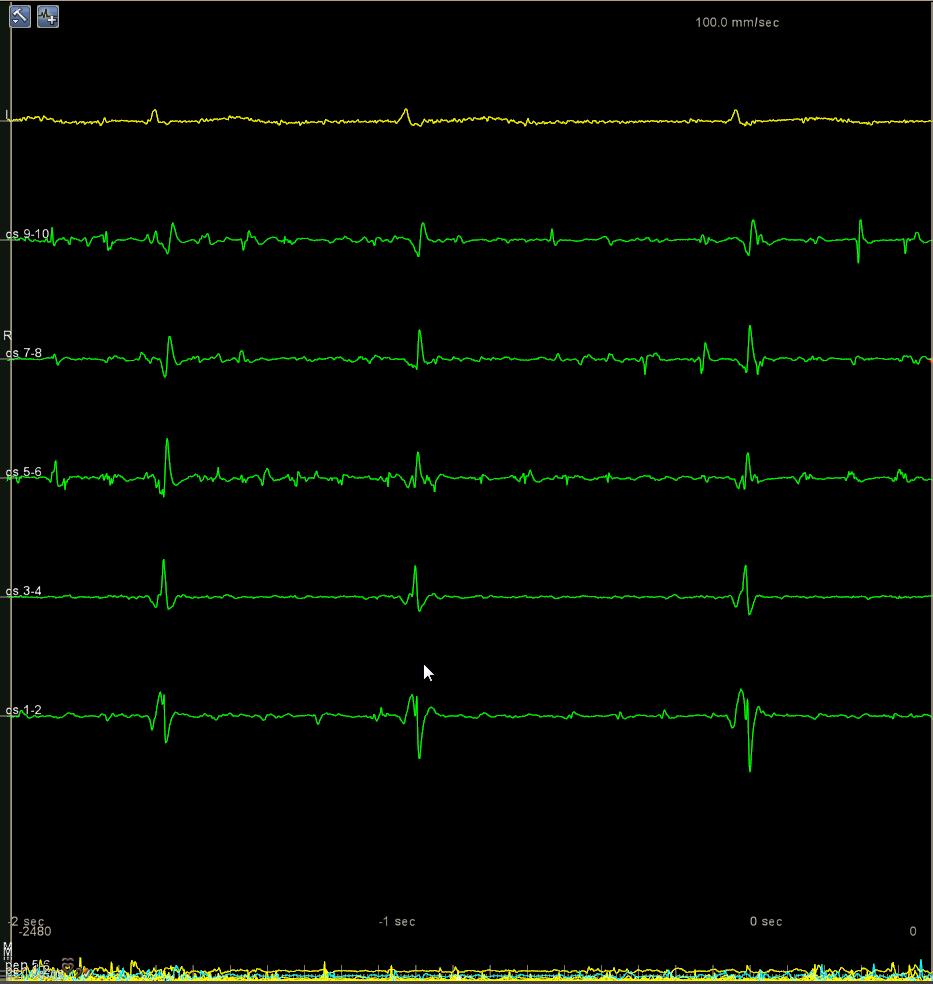 100.0 mm/sec
I
cs 9-10
R
cs 7-8
cs 5-6
cs 3-4
cs 1-2
-2 sec -1 sec 0 sec
-2480 0